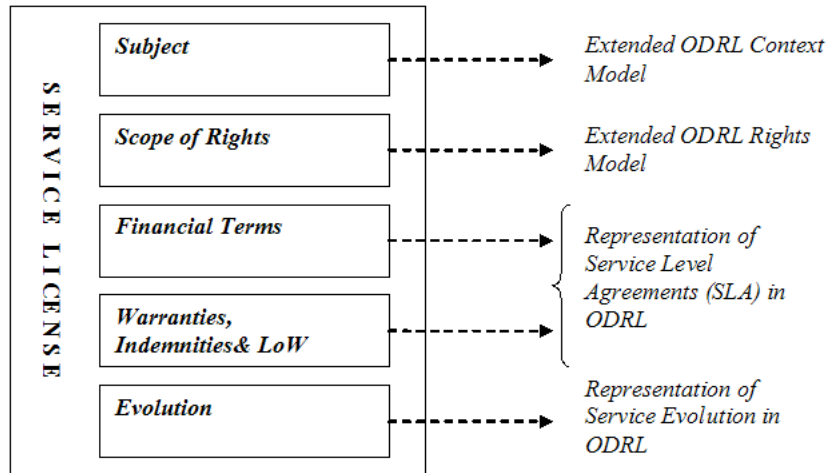 SERVICE LICENSE
Subject
Extended ODRL Context
Model
Scope of Rights
Extended ODRL Rights
Model
Financial Terms
Warranties,
Indemnities& LoW
Representation of
Service Level
Agreements (SLA) in
ODRL
Evolution
Representation of
Service Evolution in
ODRL